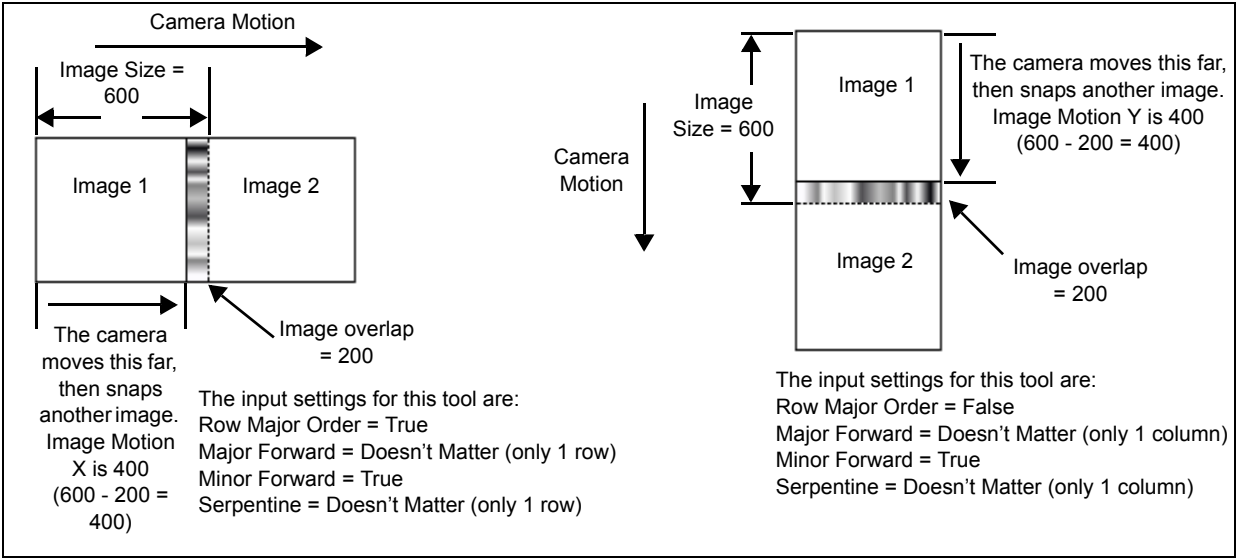 Camera Motion
Image Size =
600
Image 1
Image 2
The camera
moves this far,
then snaps
another image.
Image Motion
X is 400
(600 - 200 =
400)
Image overlap
= 200
The input settings for this tool are:
Row Major Order = True
Major Forward = Doesn’t Matter (only 1 row)
Minor Forward = True
Serpentine = Doesn’t Matter (only 1 row)
Camera
Motion
Image
Size = 600
Image 1
The camera moves this far,
then snaps another image.
Image Motion Y is 400
(600 - 200 = 400)
Image 2
Image overlap
= 200
The input settings for this tool are:
Row Major Order = False
Major Forward = Doesn’t Matter (only 1 column)
Minor Forward = True
Serpentine = Doesn’t Matter (only 1 column)